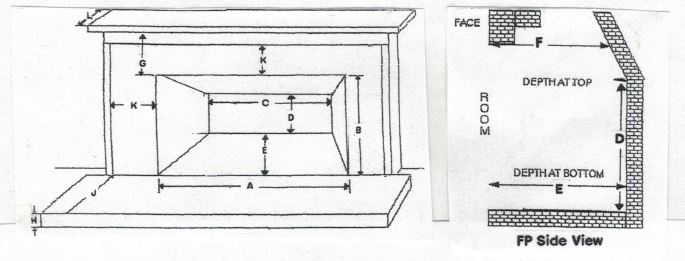 L
G
K
K
C
D
B
E
A
J
H
FACE
F
DEPTH AT TOP
ROOM
D
DEPTH AT BOTTOM
E
FP Side View